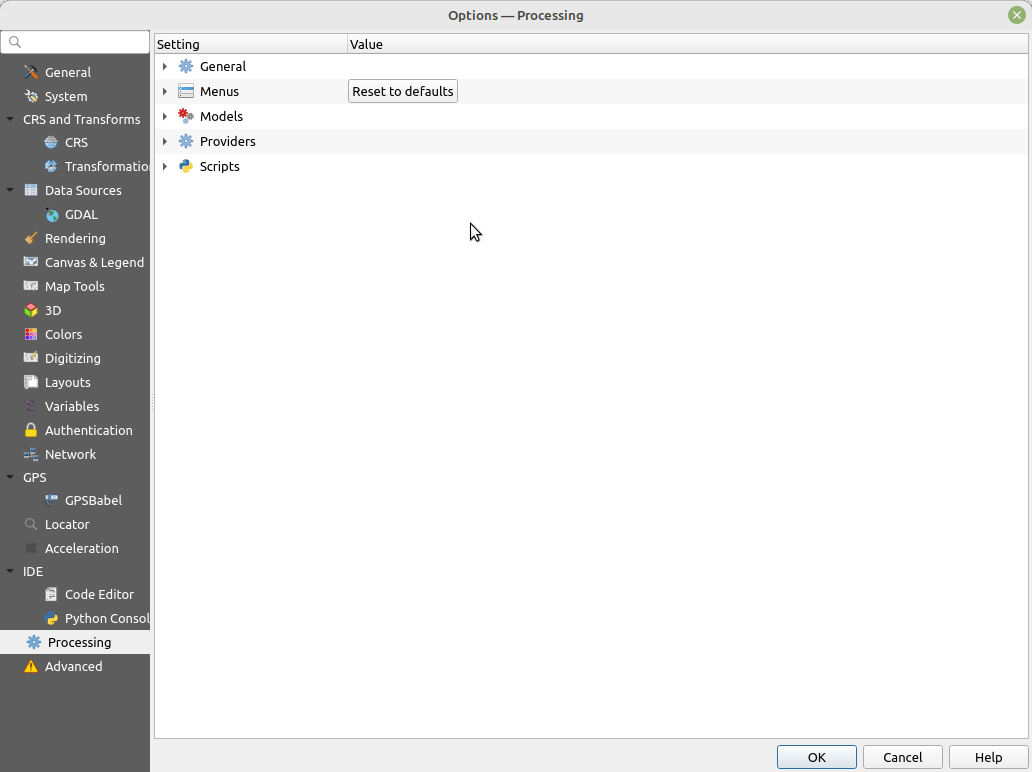 Options — Processing
General
System
CRS and Transforms
CRS
Transformatio
Data Sources
GDAL
Rendering
Canvas & Legend
Map Tools
3D
Colors
Digitizing
Layouts
Variables
Authentication
Network
GPS
GPSBabel
Locator
Acceleration
IDE
Code Editor
Python Consol
Processing
Advanced
Setting Value
General
Menus Reset to defaults
Models
Providers
Scripts
OK Cancel Help